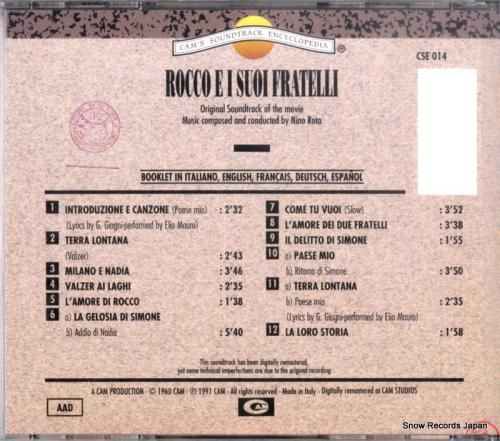 CAM'S SOUNDTRACK ENCYCLOPEDIA
®
CSE 014
ROCCO E I SUOI FRATELLI
Original Soundtrack of the movie
Music composed and conducted by Nino Rota
BOOKLET IN ITALIANO, ENGLISH, FRANÇAIS, DEUTSCH, ESPAÑOL
1 INTRODUZIONE E CANZONE (Paese mio) : 2'32
(Lyrics by G. Giagni-performed by Elio Mauro)
2 TERRA LONTANA
(Valzer) : 2'43
3 MILANO E NADIA : 3'46
4 VALZER AI LAGHI : 2'35
5 L'AMORE DI ROCCO : 1'38
6 a) LA GELOSIA DI SIMONE
b) Addio di Nadia : 5'40
7 COME TU VUOI (Slow) : 3'52
8 L'AMORE DEI DUE FRATELLI : 3'38
9 IL DELITTO DI SIMONE : 1'55
10 a) PAESE MIO
b) Ritorno di Simone : 3'50
11 a) TERRA LONTANA
b) Paese mio : 2'35
(Lyrics by G. Giagni-performed by Elio Mauro)
12 LA LORO STORIA : 1'58
This soundtrack has been digitally remastered,
yet some technical imperfections are due to the original recording
A CAM PRODUCTION - © 1960 CAM - ℗ 1991 CAM - All rights reserved - Made in Italy - Digitally remastered at CAM STUDIOS
AAD
CAM
Snow Records Japan
http://snowrecords.jp/